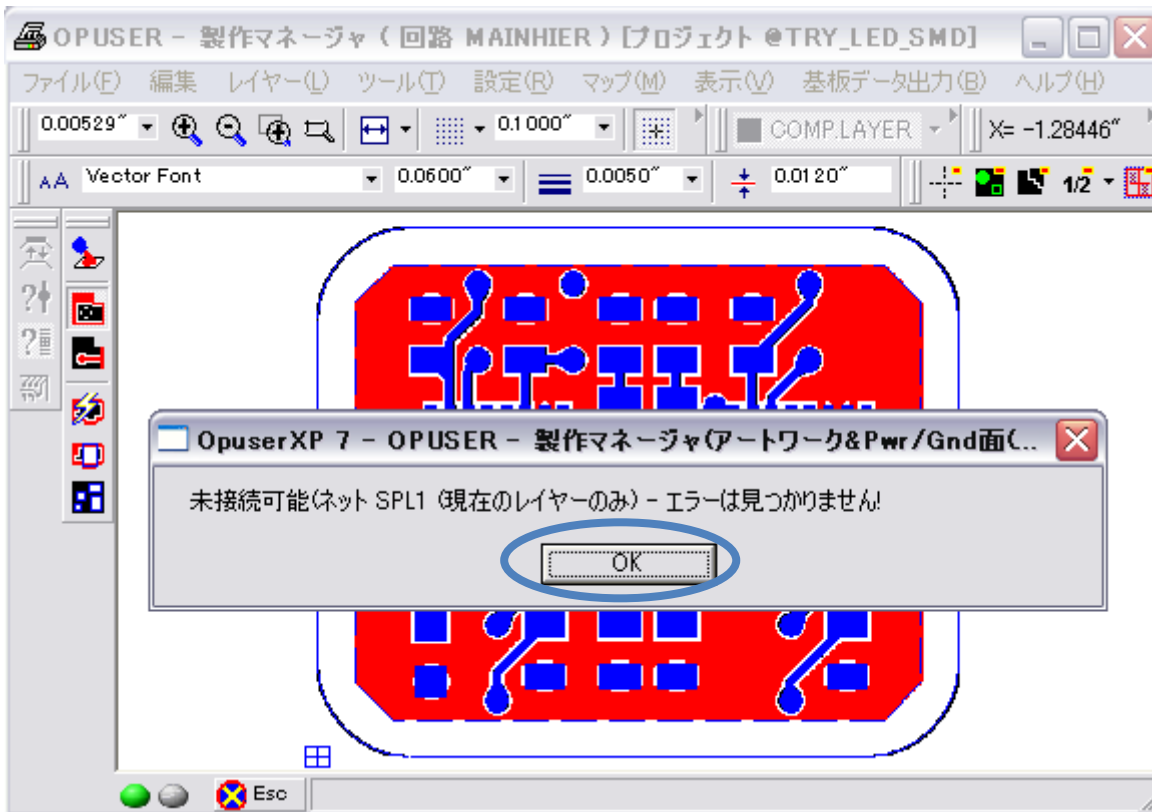 OPUSER - 製作マネージャ ( 回路 MAINHIER ) [プロジェクト @TRY_LED_SMD]
ファイル(F) 編集 レイヤー(L) ツール(T) 設定(R) マップ(M) 表示(V) 基板データ出力(B) ヘルプ(H)
0.00529" 0.1000" COMP.LAYER X= -1.28446"
AA Vector Font 0.0600" 0.0050" 0.0120" 1/2
OpuserXP 7 - OPUSER - 製作マネージャ(アートワーク&Pwr/Gnd面(..
未接続可能(ネット SPL1 (現在のレイヤーのみ) - エラーは見つかりません!
OK
Esc